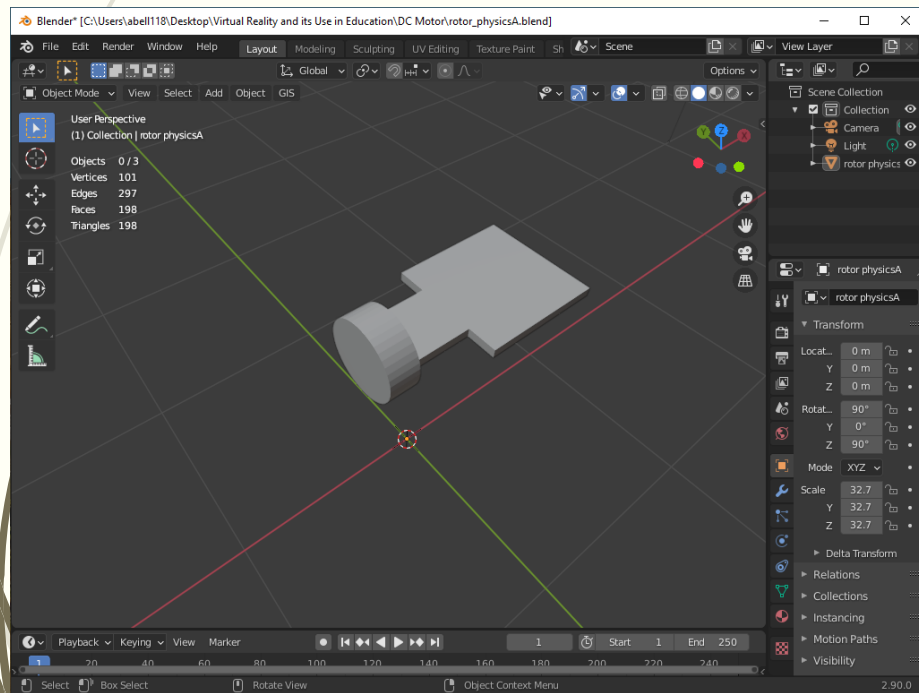 Blender* [C:\Users\abell118\Desktop\Virtual Reality and its Use in Education\DC Motor\rotor_physicsA.blend]
File Edit Render Window Help Layout Modeling Sculpting UV Editing Texture Paint Sh Scene View Layer
Global Options
Object Mode View Select Add Object GIS
User Perspective
(1) Collection | rotor physicsA
Objects 0/3
Vertices 101
Edges 297
Faces 198
Triangles 198
Z
Y
X
Scene Collection
Collection
Camera
Light
rotor physics
rotor physicsA
rotor physicsA
Transform
Locat... 0 m
Y 0 m
Z 0 m
Rotat... 90°
Y 0°
Z 90°
Mode XYZ
Scale 32.7
Y 32.7
Z 32.7
Delta Transform
Relations
Collections
Instancing
Motion Paths
Visibility
Playback Keying View Marker 1 Start 1 End 250
1 20 40 60 80 100 120 140 160 180 200 220 240
Select Box Select Rotate View Object Context Menu 2.90.0